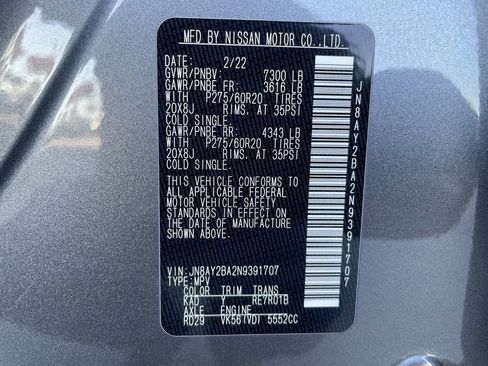 MFD BY NISSAN MOTOR CO.,LTD.
DATE: 2/22
GVWR/PNBV: 7300 LB
GAWR/PNBE FR: 3616 LB
WITH P275/60R20 TIRES
20X8J RIMS. AT 35PSI
COLD SINGLE.
GAWR/PNBE RR: 4343 LB
WITH P275/60R20 TIRES
20X8J RIMS. AT 35PSI
COLD SINGLE.
THIS VEHICLE CONFORMS TO
ALL APPLICABLE FEDERAL
MOTOR VEHICLE SAFETY
STANDARDS IN EFFECT ON
THE DATE OF MANUFACTURE
SHOWN ABOVE.
VIN:JN8AY2BA2N9391707
TYPE:MPV
COLOR TRIM TRANS
KAD Y RE7R01B
AXLE ENGINE
RD29 VK56(VD) 5552CC
JN8AY2BA2N9391707